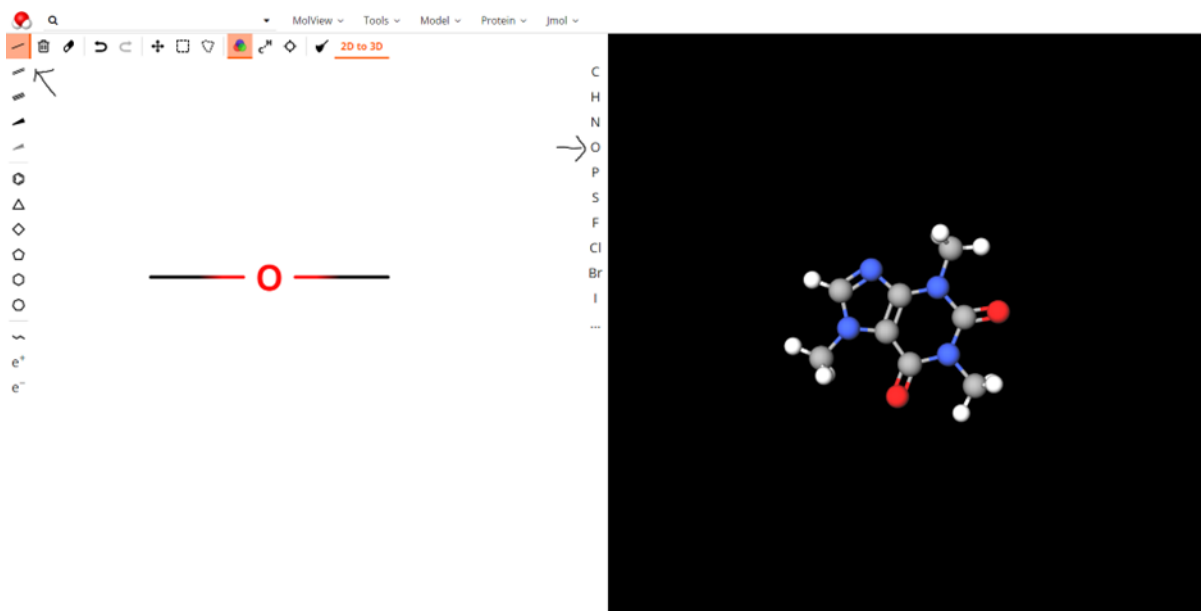 MolView Tools Model Protein Jmol
C H 2D to 3D
C
H
N
O
P
S
F
Cl
Br
I
...
O
e+
e-